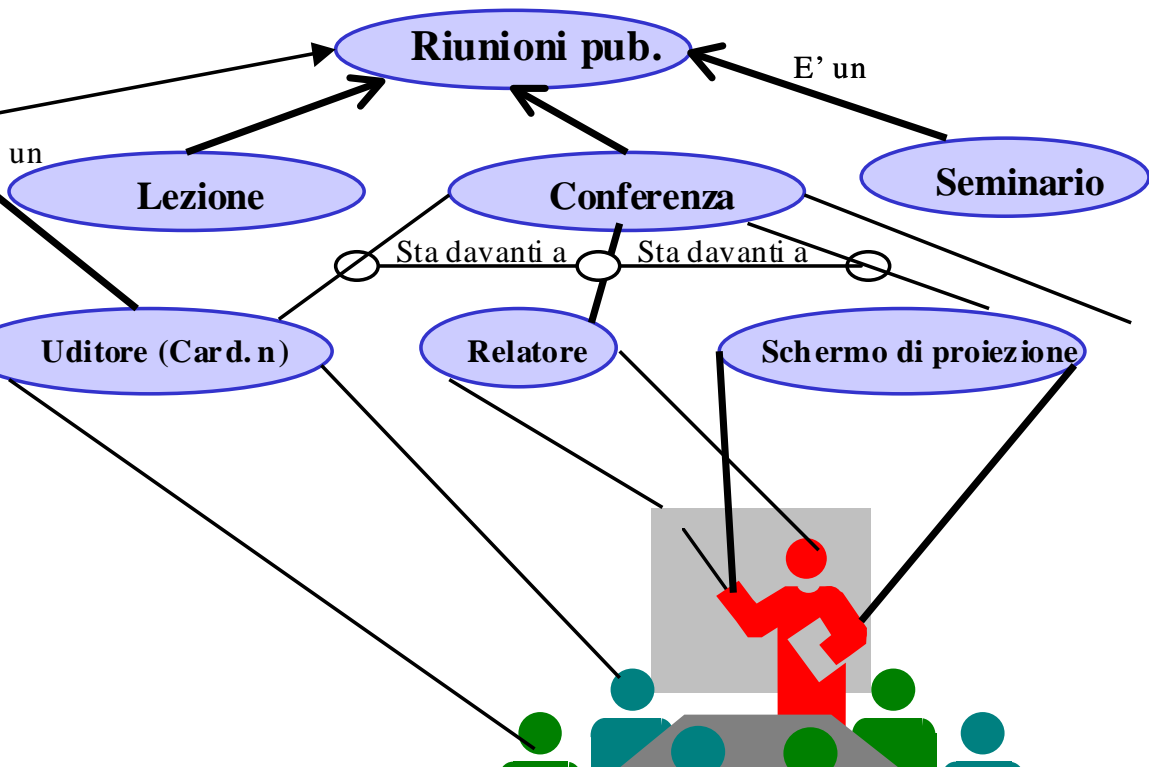 Riunioni pub.
E' un
un
Lezione
Conferenza
Seminario
Sta davanti a
Sta davanti a
Uditore (Card. n)
Relatore
Schermo di proiezione